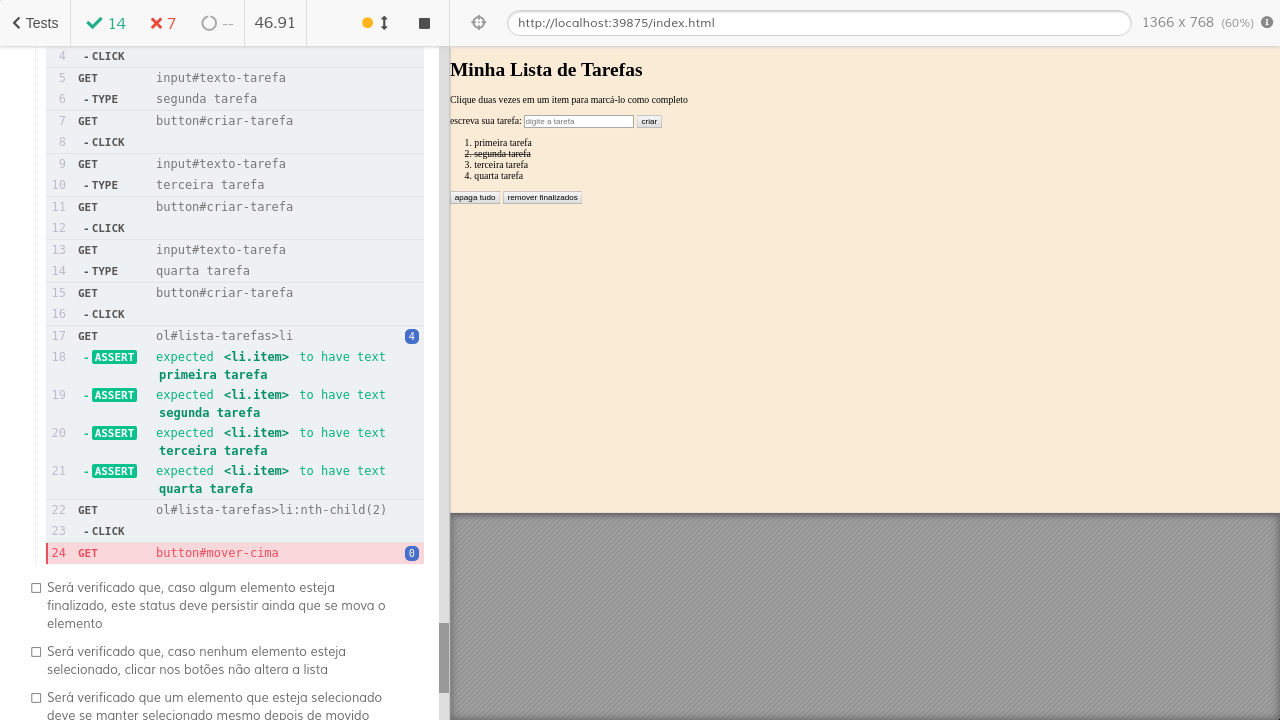 Tests 14 7 -- 46.91 http://localhost:39875/index.html 1366 x 768 (60%)
4 - CLICK
5 GET input#texto-tarefa
6 - TYPE segunda tarefa
7 GET button#criar-tarefa
8 - CLICK
9 GET input#texto-tarefa
10 - TYPE terceira tarefa
11 GET button#criar-tarefa
12 - CLICK
13 GET input#texto-tarefa
14 - TYPE quarta tarefa
15 GET button#criar-tarefa
16 - CLICK
17 GET ol#lista-tarefas>li 4
18 - ASSERT expected <li.item> to have text
primeira tarefa
19 - ASSERT expected <li.item> to have text
segunda tarefa
20 - ASSERT expected <li.item> to have text
terceira tarefa
21 - ASSERT expected <li.item> to have text
quarta tarefa
22 GET ol#lista-tarefas>li:nth-child(2)
23 - CLICK
24 GET button#mover-cima 0
Será verificado que, caso algum elemento esteja
finalizado, este status deve persistir ainda que se mova o
elemento
Será verificado que, caso nenhum elemento esteja
selecionado, clicar nos botões não altera a lista
Será verificado que um elemento que esteja selecionado
deve se manter selecionado mesmo depois de movido
Minha Lista de Tarefas
Clique duas vezes em um item para marcá-lo como completo
escreva sua tarefa: digite a tarefa criar
1. primeira tarefa
2. segunda tarefa
3. terceira tarefa
4. quarta tarefa
apaga tudo remover finalizados